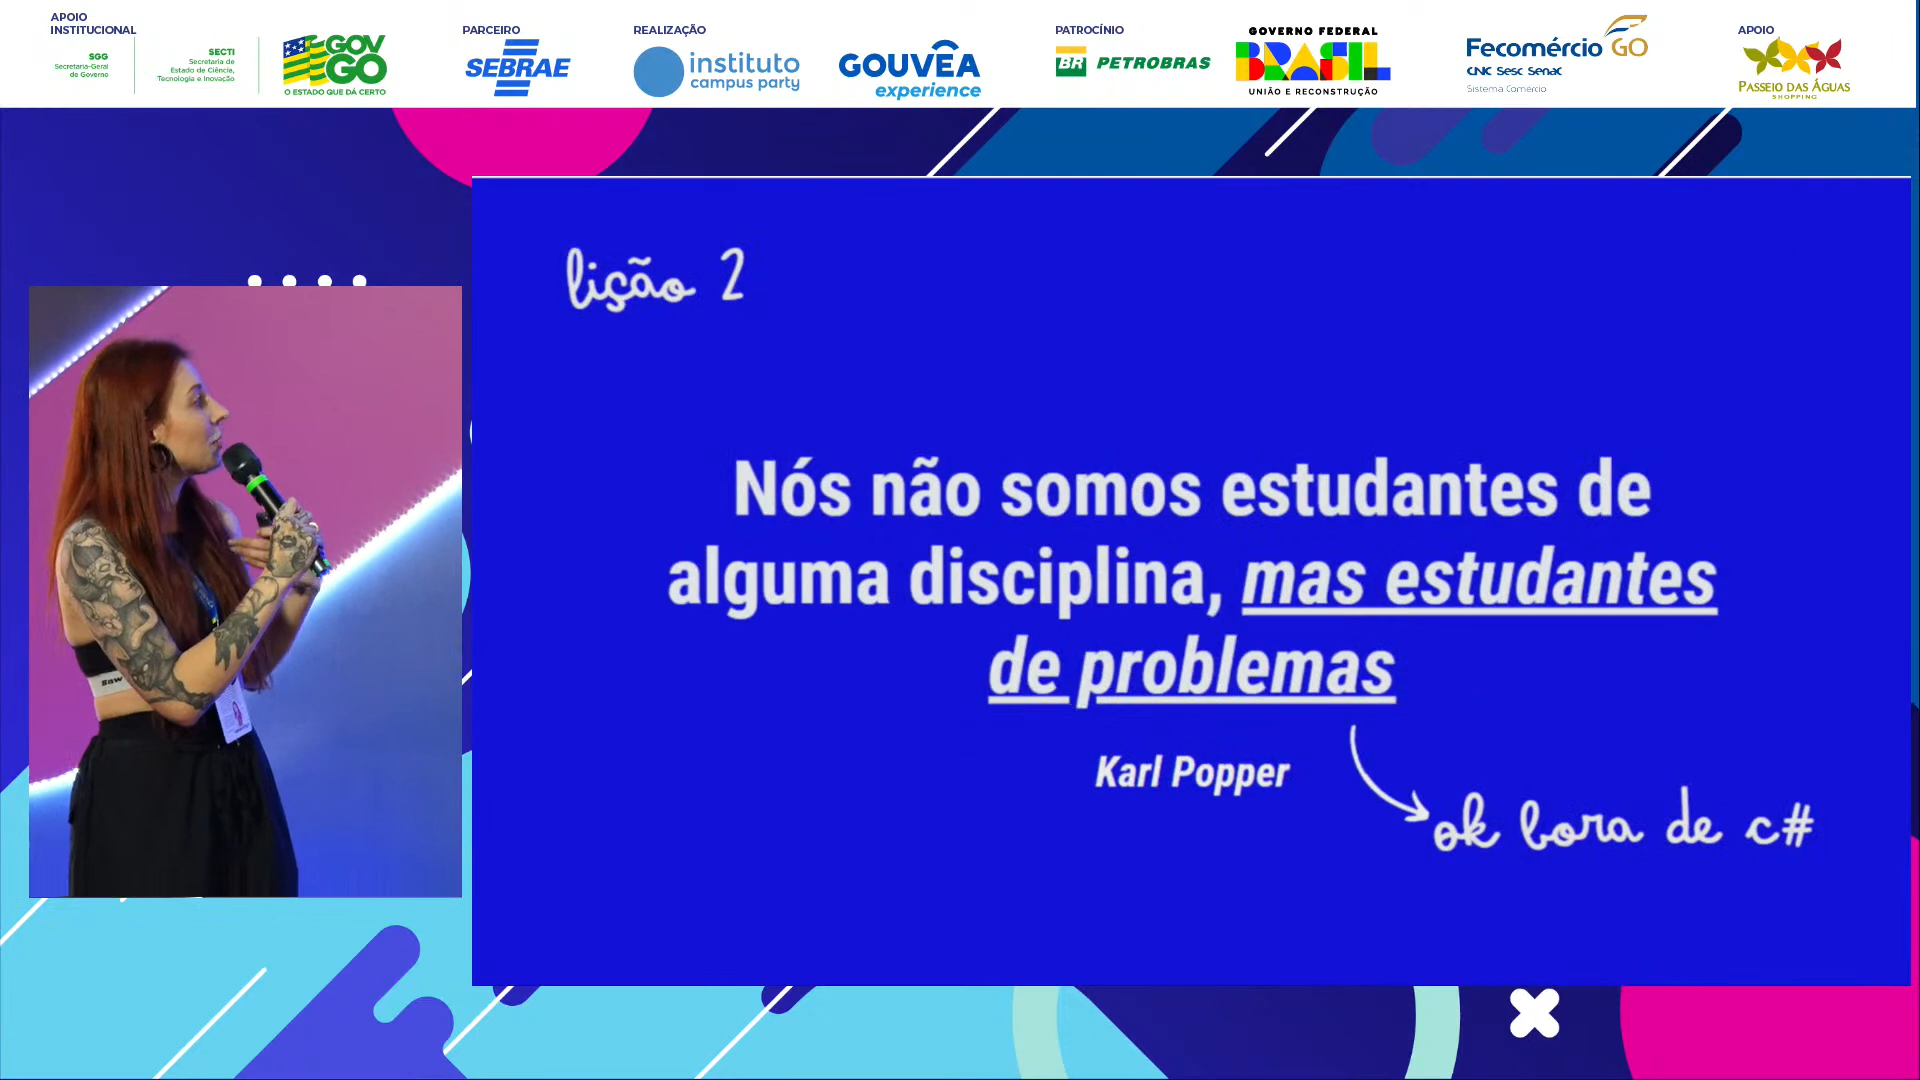 APOIO
INSTITUCIONAL
SGG
Secretaria-Geral
de Governo
SECTI
Secretaria de
Estado de Ciência,
Tecnologia e Inovação
GOV
GO
O ESTADO QUE DÁ CERTO
PARCEIRO
SEBRAE
REALIZAÇÃO
instituto
campus party
GOUVÊA
experience
PATROCÍNIO
BR PETROBRAS
GOVERNO FEDERAL
BRASIL
UNIÃO E RECONSTRUÇÃO
Fecomércio GO
CNC Sesc Senac
Sistema Comércio
APOIO
PASSEIO DAS ÁGUAS
SHOPPING
lição 2
Nós não somos estudantes de
alguma disciplina, mas estudantes
de problemas
Karl Popper
ok bora de c#